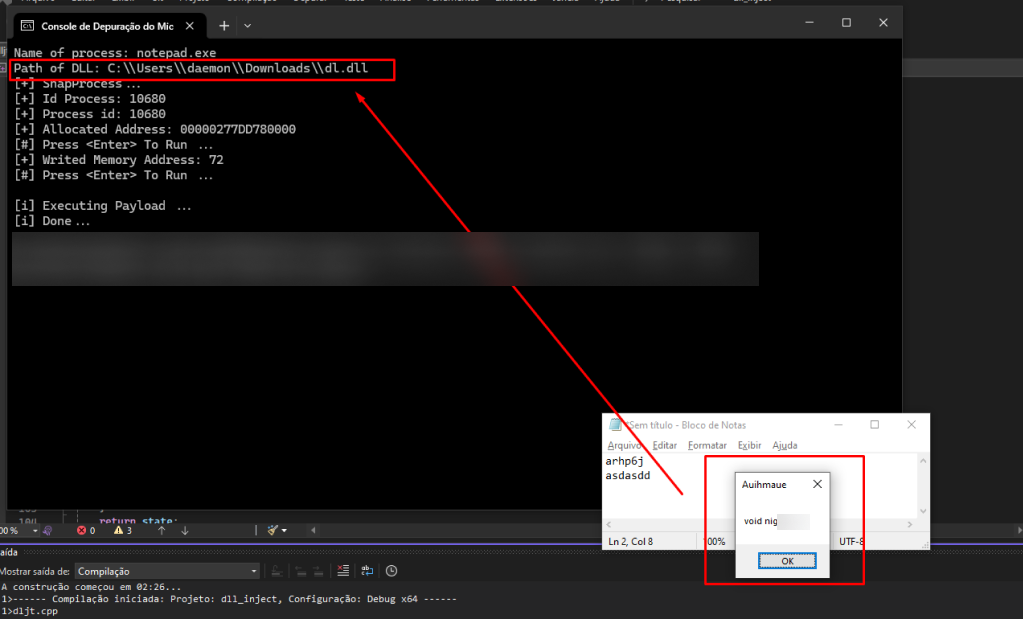 Console de Depuração do Mic
Name of process: notepad.exe
Path of DLL: C:\\Users\\daemon\\Downloads\\dl.dll
[+] SnapProcess ...
[+] Id Process: 10680
[+] Process id: 10680
[+] Allocated Address: 00000277DD780000
[#] Press <Enter> To Run ...
[+] Writed Memory Address: 72
[#] Press <Enter> To Run ...
[i] Executing Payload ...
[i] Done ...
*Sem título - Bloco de Notas
Arquivo Editar Formatar Exibir Ajuda
arhp6j
asdasdd
Auihmaue
void nig
OK
Ln 2, Col 8 100% UTF-8
return state;
00% 0 3
aída
Mostrar saída de: Compilação
A construção começou em 02:26...
1>------ Compilação iniciada: Projeto: dll_inject, Configuração: Debug x64 ------
1>dljt.cpp